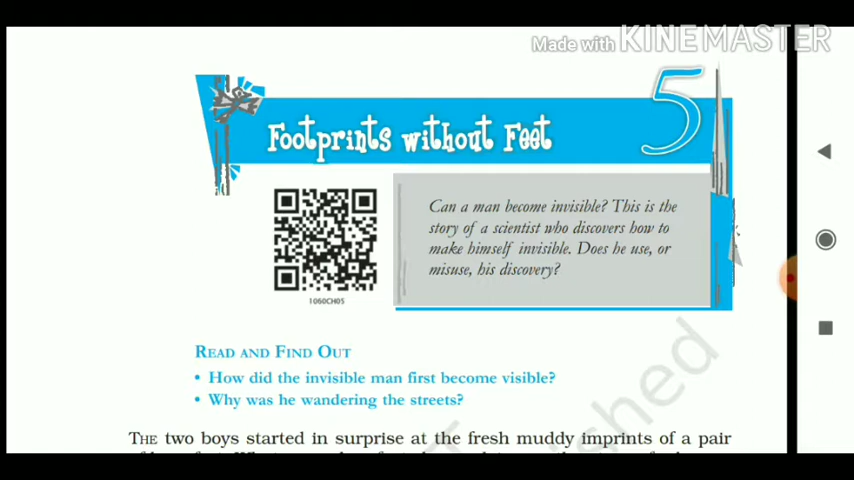 Made with KINEMASTER
5
Footprints without Feet
Can a man become invisible? This is the
story of a scientist who discovers how to
make himself invisible. Does he use, or
misuse, his discovery?
1060CH05
READ AND FIND OUT
• How did the invisible man first become visible?
• Why was he wandering the streets?
THE two boys started in surprise at the fresh muddy imprints of a pair